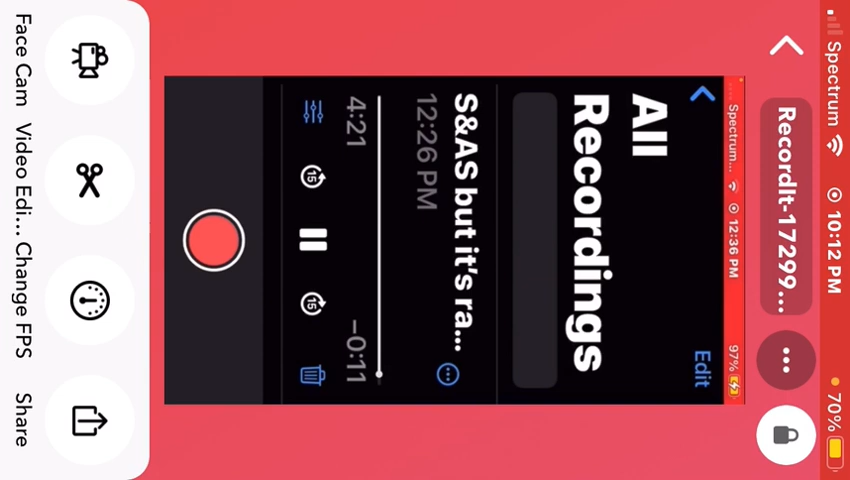 Spectrum 10:12 PM 70%
RecordIt-17299...
Spectrum... 12:36 PM 97%
Edit
All
Recordings
S&AS but it's ra...
12:26 PM
4:21 −0:11
15 15
Face Cam Video Edi... Change FPS Share